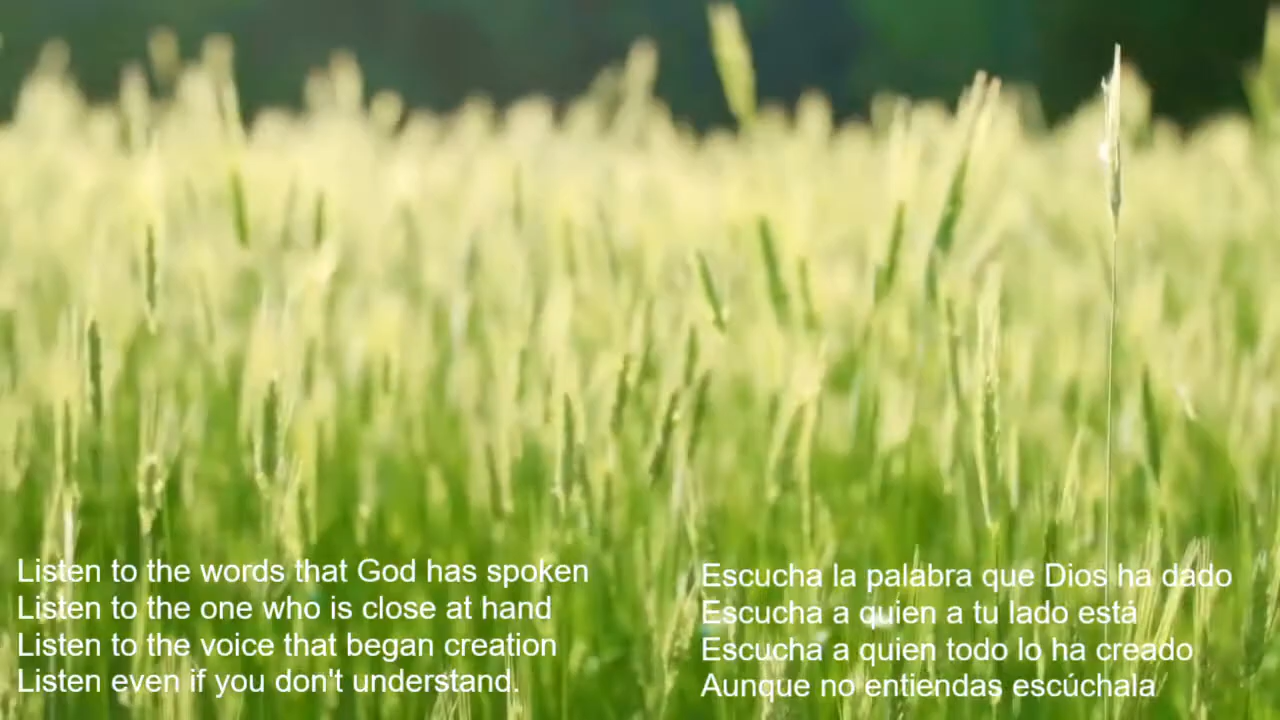 Listen to the words that God has spoken
Listen to the one who is close at hand
Listen to the voice that began creation
Listen even if you don't understand.
Escucha la palabra que Dios ha dado
Escucha a quien a tu lado está
Escucha a quien todo lo ha creado
Aunque no entiendas escúchala